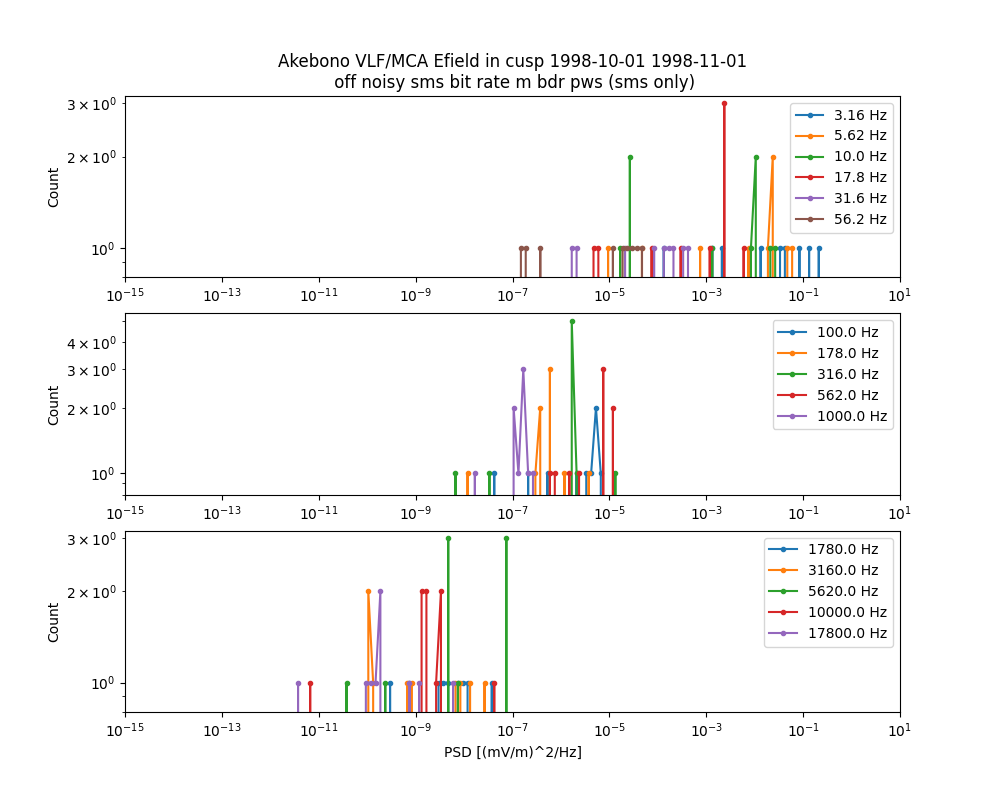 Akebono VLF/MCA Efield in cusp 1998-10-01 1998-11-01
off noisy sms bit rate m bdr pws (sms only)
3 × 10⁰
2 × 10⁰
10⁰
Count
3.16 Hz
5.62 Hz
10.0 Hz
17.8 Hz
31.6 Hz
56.2 Hz
10⁻¹⁵ 10⁻¹³ 10⁻¹¹ 10⁻⁹ 10⁻⁷ 10⁻⁵ 10⁻³ 10⁻¹ 10¹
4 × 10⁰
3 × 10⁰
2 × 10⁰
10⁰
Count
100.0 Hz
178.0 Hz
316.0 Hz
562.0 Hz
1000.0 Hz
10⁻¹⁵ 10⁻¹³ 10⁻¹¹ 10⁻⁹ 10⁻⁷ 10⁻⁵ 10⁻³ 10⁻¹ 10¹
3 × 10⁰
2 × 10⁰
10⁰
Count
1780.0 Hz
3160.0 Hz
5620.0 Hz
10000.0 Hz
17800.0 Hz
10⁻¹⁵ 10⁻¹³ 10⁻¹¹ 10⁻⁹ 10⁻⁷ 10⁻⁵ 10⁻³ 10⁻¹ 10¹
PSD [(mV/m)^2/Hz]